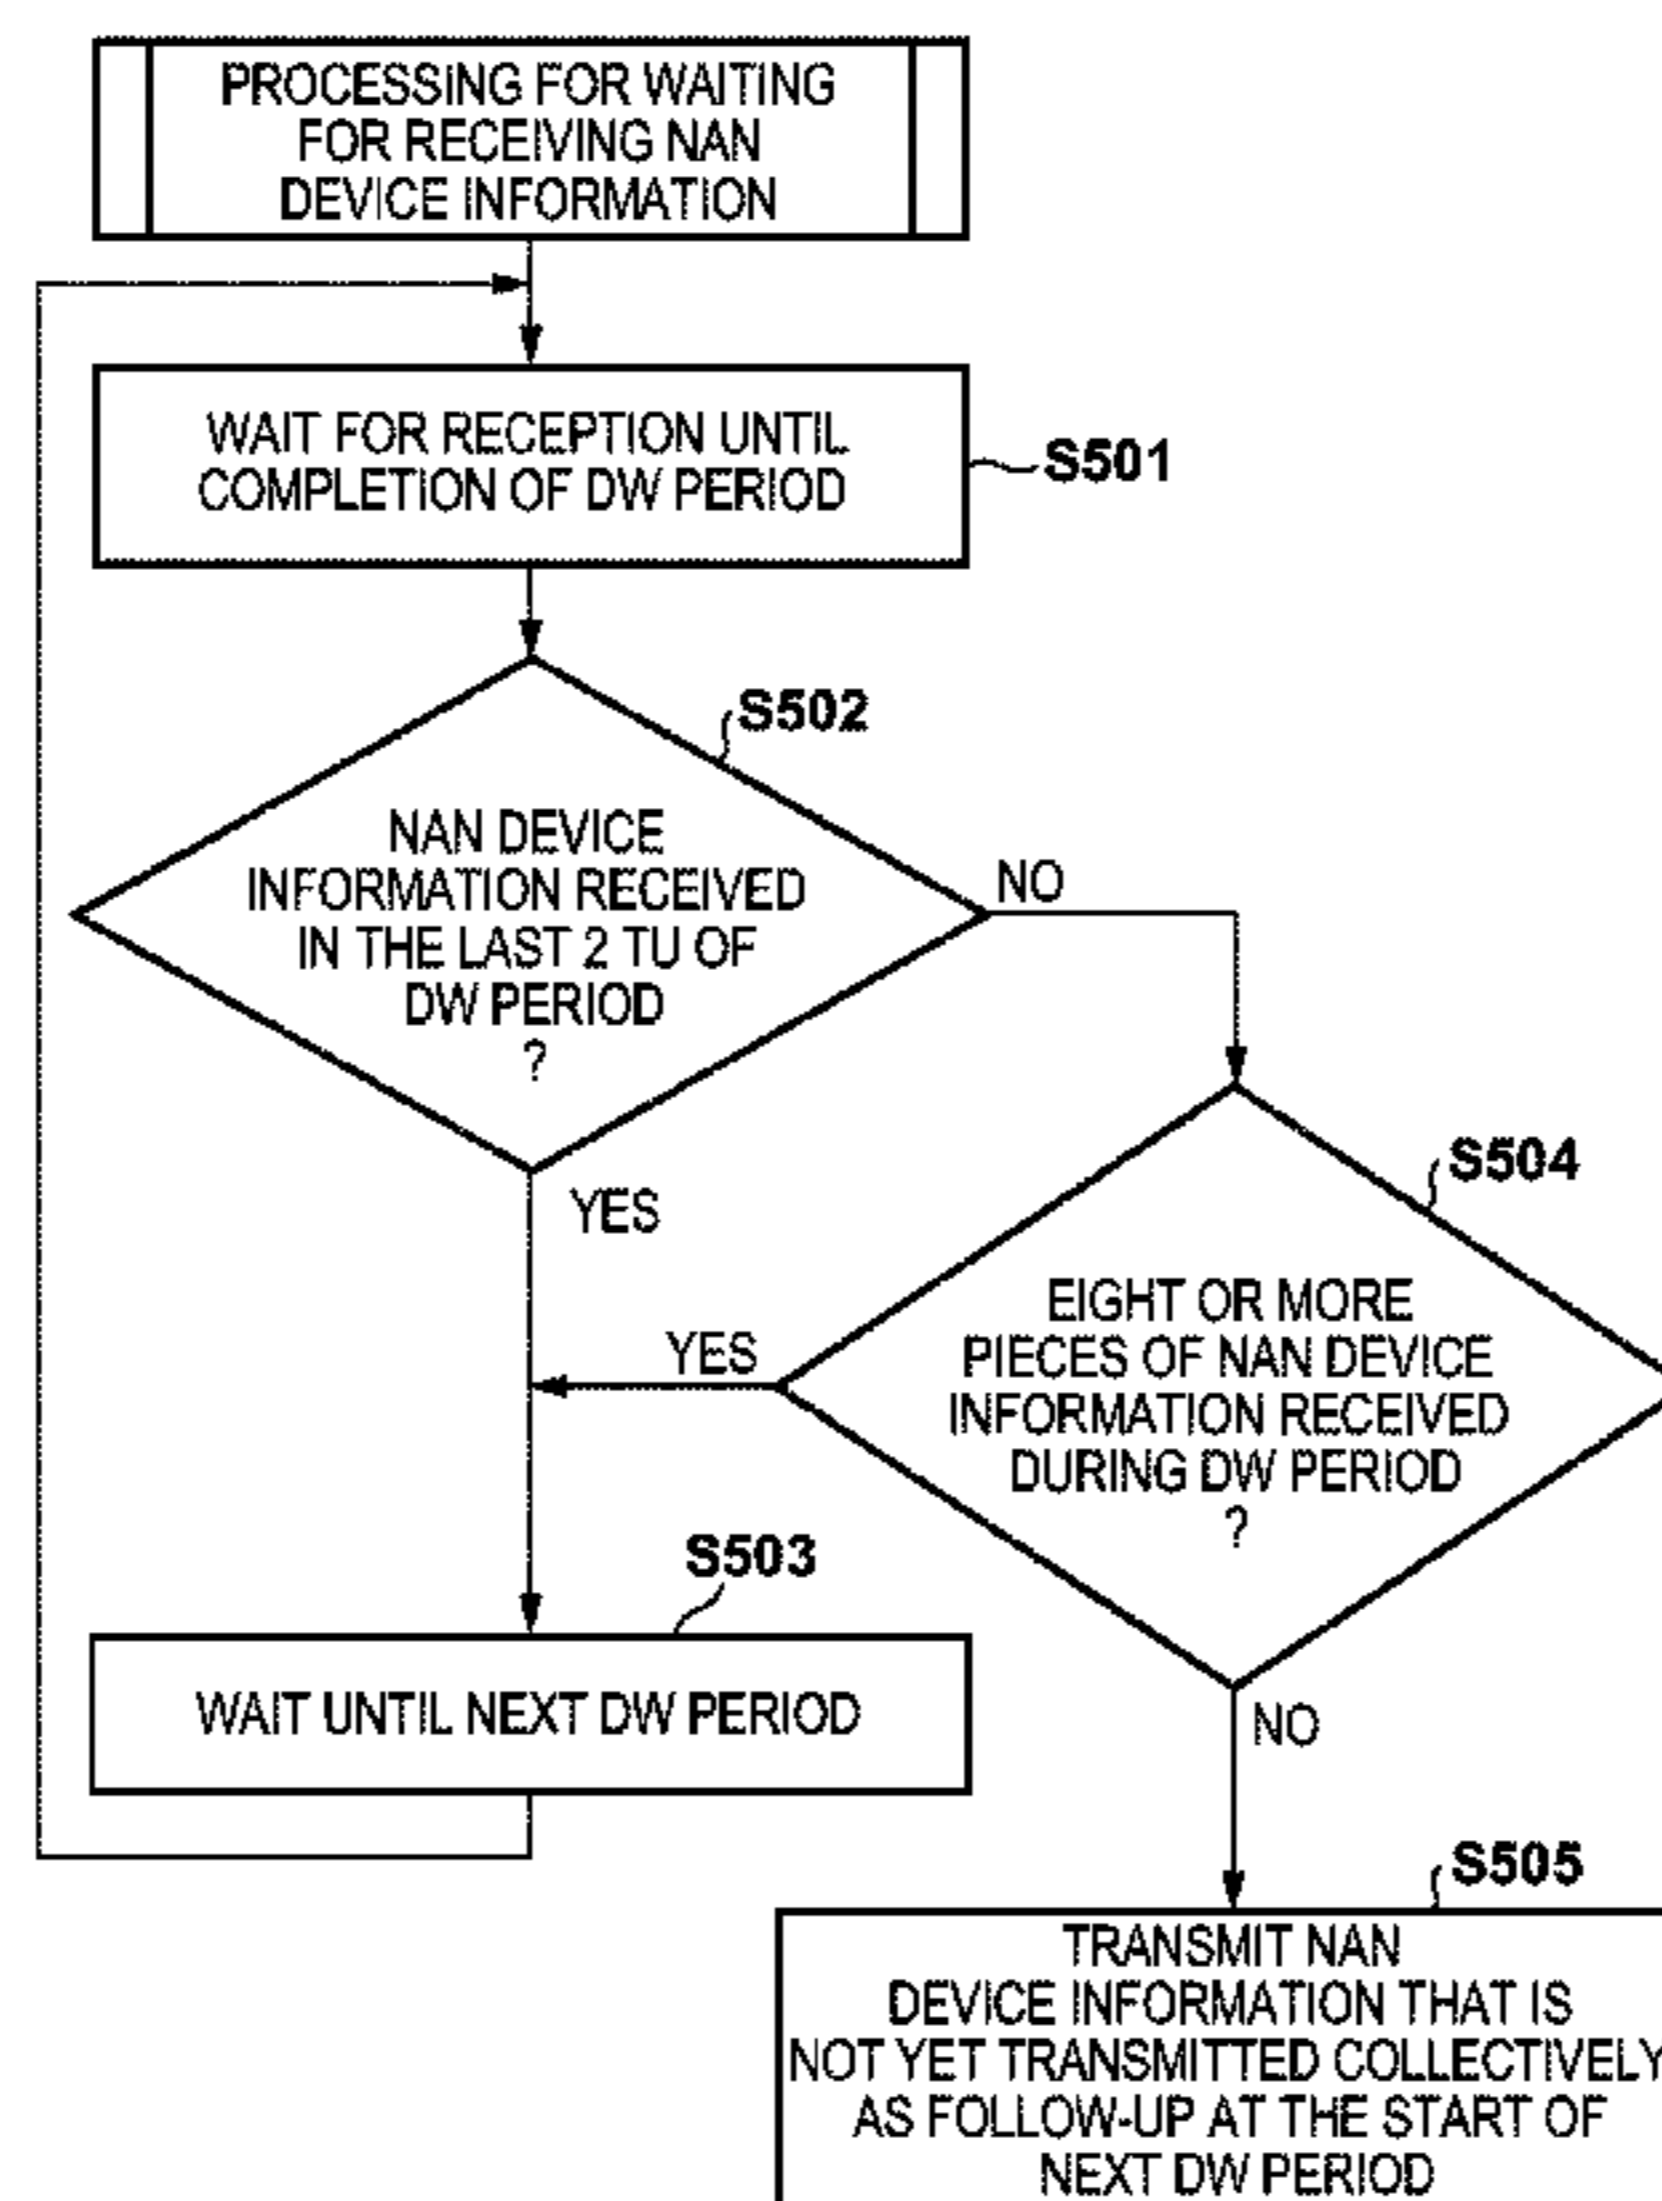 PROCESSING FOR WAITING
FOR RECEIVING NAN
DEVICE INFORMATION
WAIT FOR RECEPTION UNTIL
COMPLETION OF DW PERIOD
S501
S502
NAN DEVICE
INFORMATION RECEIVED
IN THE LAST 2 TU OF
DW PERIOD
?
NO
YES
S504
EIGHT OR MORE
PIECES OF NAN DEVICE
INFORMATION RECEIVED
DURING DW PERIOD
?
YES
NO
S503
WAIT UNTIL NEXT DW PERIOD
S505
TRANSMIT NAN
DEVICE INFORMATION THAT IS
NOT YET TRANSMITTED COLLECTIVELY
AS FOLLOW-UP AT THE START OF
NEXT DW PERIOD